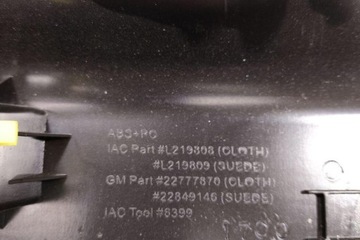 ABS+PC
IAC Part #L219808 (CLOTH)
#L219809 (SUEDE)
GM Part #22777870 (CLOTH)
#22849146 (SUEDE)
IAC Tool #8399